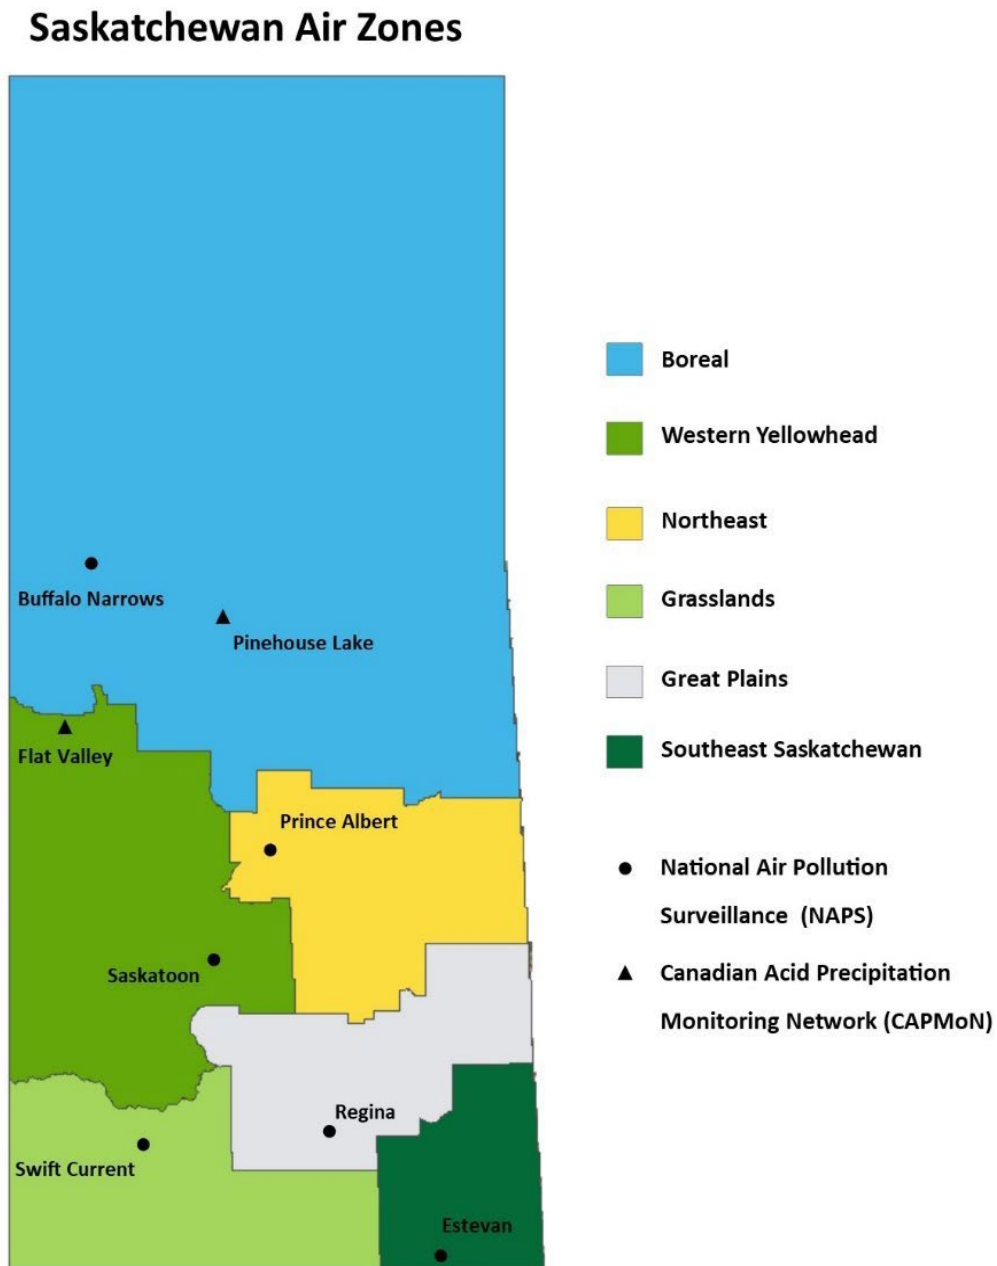 Saskatchewan Air Zones
Buffalo Narrows
Pinehouse Lake
Flat Valley
Prince Albert
Saskatoon
Regina
Swift Current
Estevan
Boreal
Western Yellowhead
Northeast
Grasslands
Great Plains
Southeast Saskatchewan
National Air Pollution
Surveillance (NAPS)
Canadian Acid Precipitation
Monitoring Network (CAPMoN)